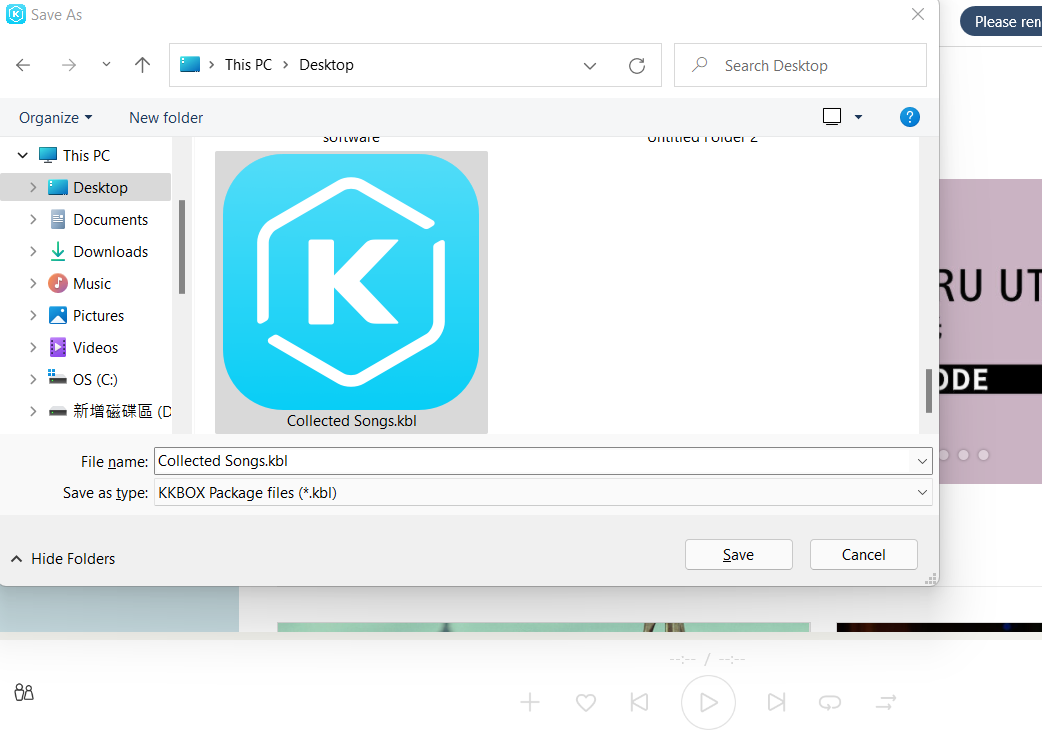 Save As
Please ren
This PC
Desktop
Search Desktop
Organize
New folder
?
software
Untitled Folder 2
This PC
Desktop
Documents
Downloads
Music
Pictures
Videos
OS (C:)
新增磁碟區 (D
K
Collected Songs.kbl
RU UT
ODE
File name: Collected Songs.kbl
Save as type: KKBOX Package files (*.kbl)
Hide Folders
Save
Cancel
--:-- / --:--